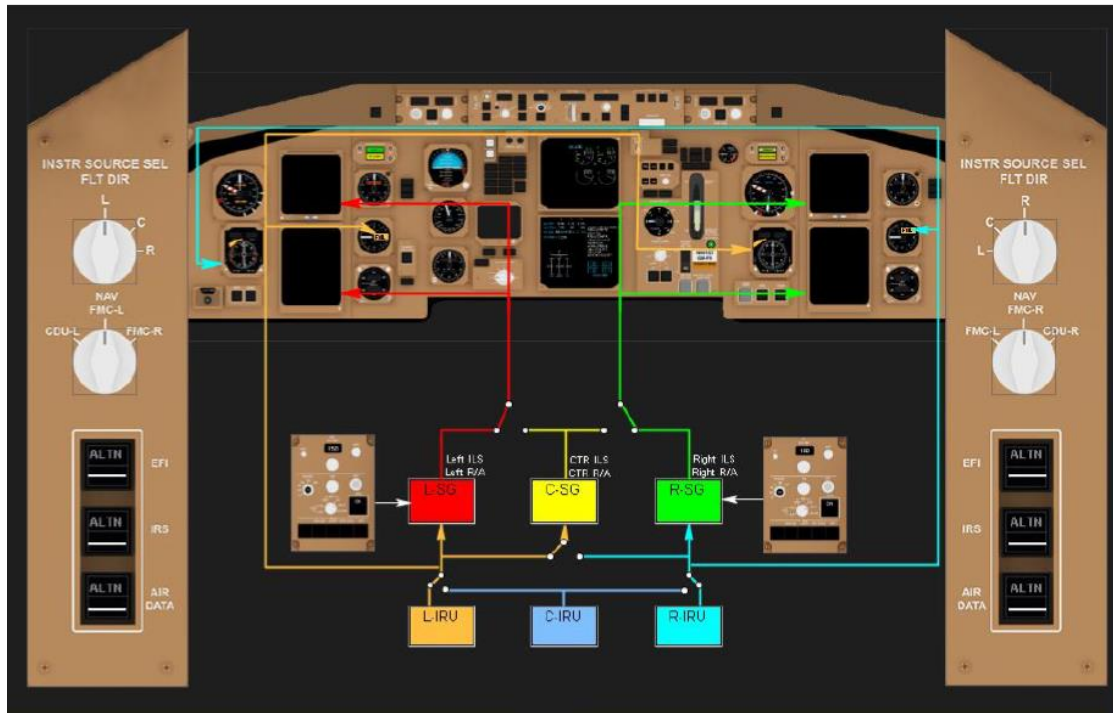 INSTR SOURCE SEL
FLT DIR
L
C
R
NAV
FMC-L
CDU-L
FMC-R
ALTN
EFI
ALTN
IRS
ALTN
AIR
DATA
Left ILS
Left R/A
CTR ILS
CTR R/A
Right ILS
Right R/A
L-SG
C-SG
R-SG
L-IRU
C-IRU
R-IRU
INSTR SOURCE SEL
FLT DIR
R
C
L
NAV
FMC-R
FMC-L
CDU-R
EFI
ALTN
IRS
ALTN
AIR
DATA
ALTN